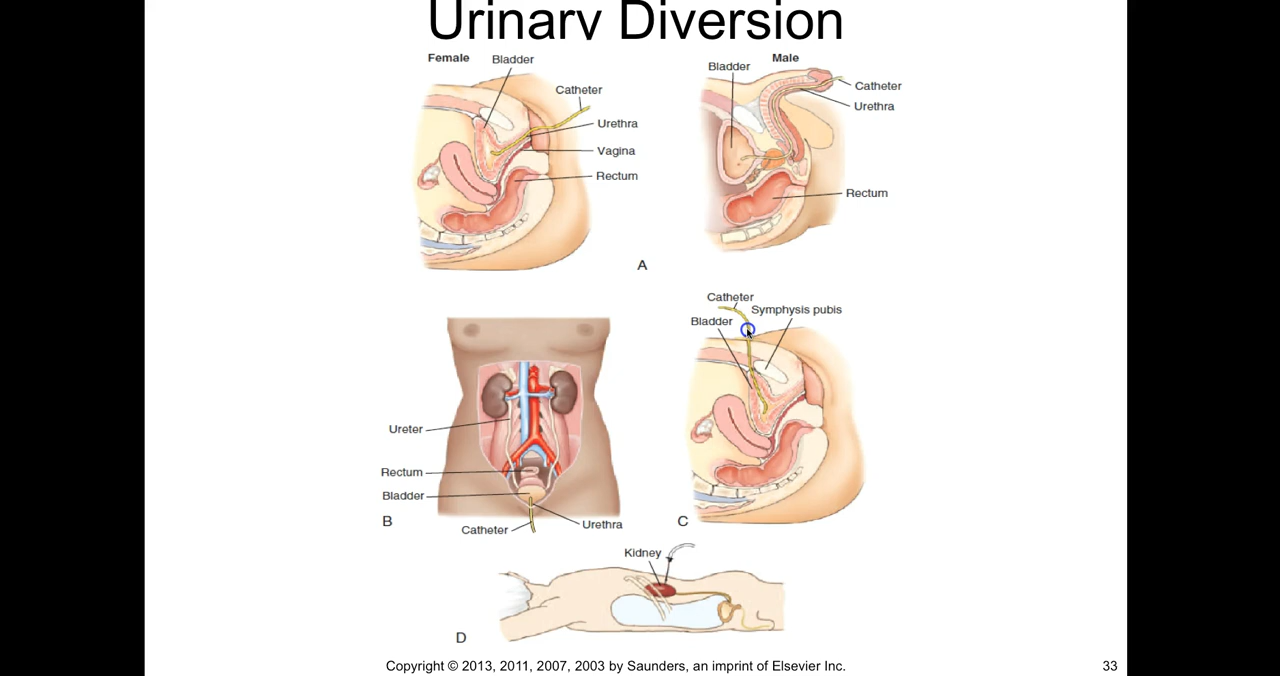 Urinary Diversion
Female
Bladder
Catheter
Urethra
Vagina
Rectum
Male
Bladder
Catheter
Urethra
Rectum
A
Ureter
Rectum
Bladder
Catheter
Urethra
B
Catheter
Symphysis pubis
Bladder
C
Kidney
D
Copyright © 2013, 2011, 2007, 2003 by Saunders, an imprint of Elsevier Inc.
33